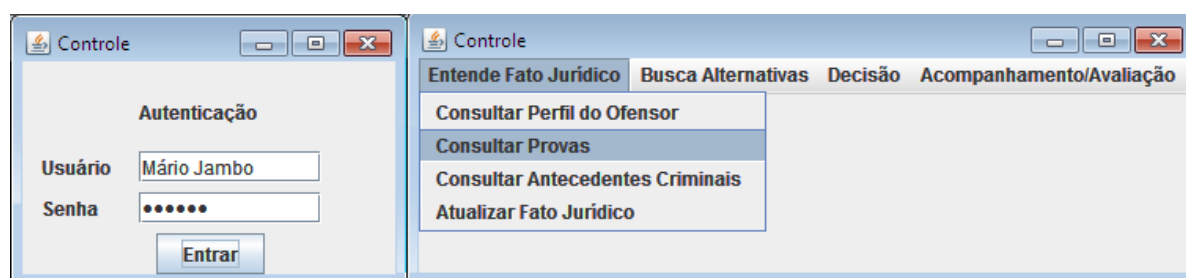 Controle
Autenticação
Usuário Mário Jambo
Senha ••••••
Entrar
Controle
Entende Fato Jurídico Busca Alternativas Decisão Acompanhamento/Avaliação
Consultar Perfil do Ofensor
Consultar Provas
Consultar Antecedentes Criminais
Atualizar Fato Jurídico